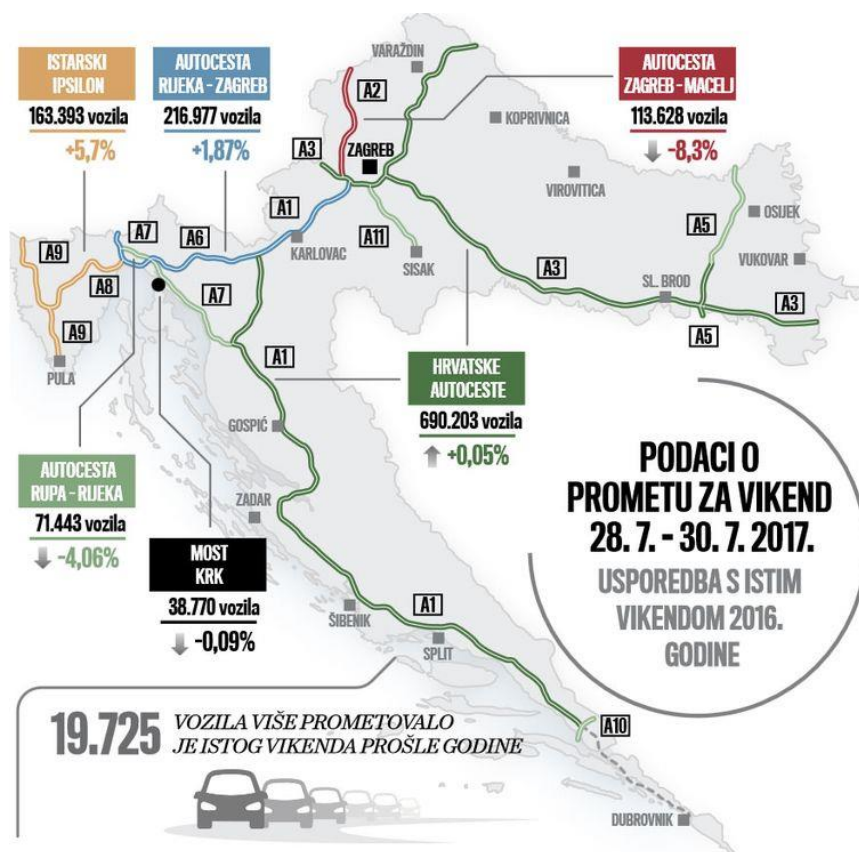 ISTARSKI
IPSILON
163.393 vozila
+5,7%
AUTOCESTA
RIJEKA - ZAGREB
216.977 vozila
+1,87%
AUTOCESTA
ZAGREB - MACELJ
113.628 vozila
-8,3%
VARAŽDIN
A2
KOPRIVNICA
A3
ZAGREB
VIROVITICA
A1
A11
KARLOVAC
SISAK
A5
OSIJEK
VUKOVAR
A9
A7
A6
A8
A7
A9
PULA
A3
SL. BROD
A3
A5
A1
GOSPIĆ
HRVATSKE
AUTOCESTE
690.203 vozila
+0,05%
AUTOCESTA
RUPA - RIJEKA
71.443 vozila
-4,06%
ZADAR
MOST
KRK
38.770 vozila
-0,09%
ŠIBENIK
A1
SPLIT
A10
DUBROVNIK
PODACI O
PROMETU ZA VIKEND
28. 7. - 30. 7. 2017.
USPOREDBA S ISTIM
VIKENDOM 2016.
GODINE
19.725 VOZILA VIŠE PROMETOVALO
JE ISTOG VIKENDA PROŠLE GODINE